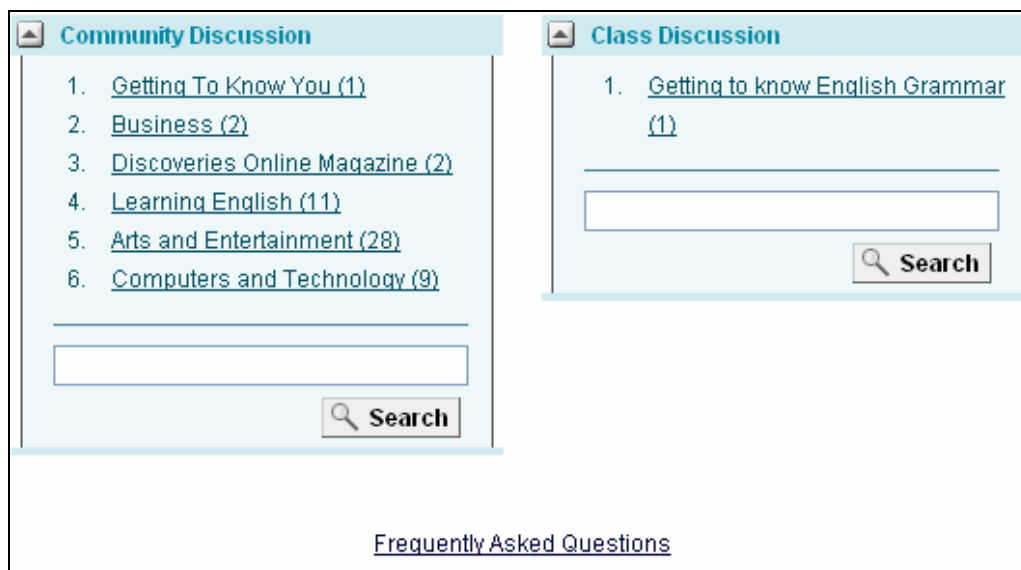 Community Discussion
1. Getting To Know You (1)
2. Business (2)
3. Discoveries Online Magazine (2)
4. Learning English (11)
5. Arts and Entertainment (28)
6. Computers and Technology (9)
Search
Class Discussion
1. Getting to know English Grammar
(1)
Search
Frequently Asked Questions